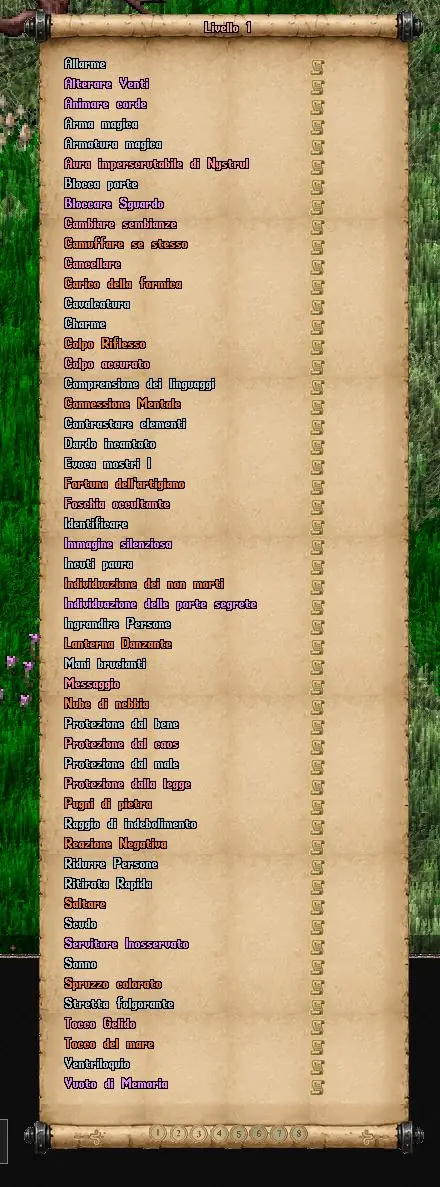 Livello 1
Allarme
Alterare Venti
Animare corde
Arma magica
Armatura magica
Aura imperscrutabile di Nystrul
Blocca porte
Bloccare Sguardo
Cambiare sembianze
Camuffare se stesso
Cancellare
Carico della formica
Cavalcatura
Charme
Colpo Riflesso
Colpo accurato
Comprensione dei linguaggi
Connessione Mentale
Contrastare elementi
Dardo incantato
Evoca mostri I
Fortuna dell'artigiano
Foschia occultante
Identificare
Immagine silenziosa
Incuti paura
Individuazione dei non morti
Individuazione delle porte segrete
Ingrandire Persone
Lanterna Danzante
Mani brucianti
Messaggio
Nube di nebbia
Protezione dal bene
Protezione dal caos
Protezione dal male
Protezione dalla legge
Pugni di pietra
Raggio di indebolimento
Reazione Negativa
Ridurre Persone
Ritirata Rapida
Saltare
Scudo
Servitore Inosservato
Sonno
Spruzzo colorato
Stretta folgorante
Tocco Gelido
Tocco del mare
Ventriloquio
Vuoto di Memoria
1 2 3 4 5 6 7 8